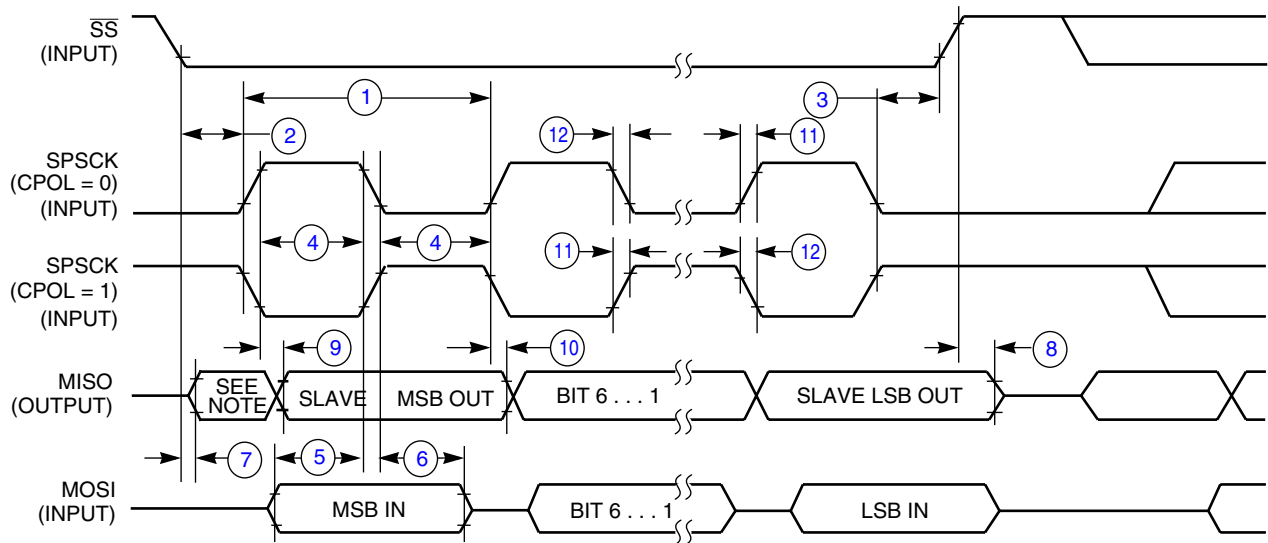 SS
(INPUT)
1
3
2
12
11
SPSCK
(CPOL = 0)
(INPUT)
4
4
11
12
SPSCK
(CPOL = 1)
(INPUT)
9
10
8
MISO
(OUTPUT)
SEE
NOTE
SLAVE
MSB OUT
BIT 6 . . . 1
SLAVE LSB OUT
7
5
6
MOSI
(INPUT)
MSB IN
BIT 6 . . . 1
LSB IN